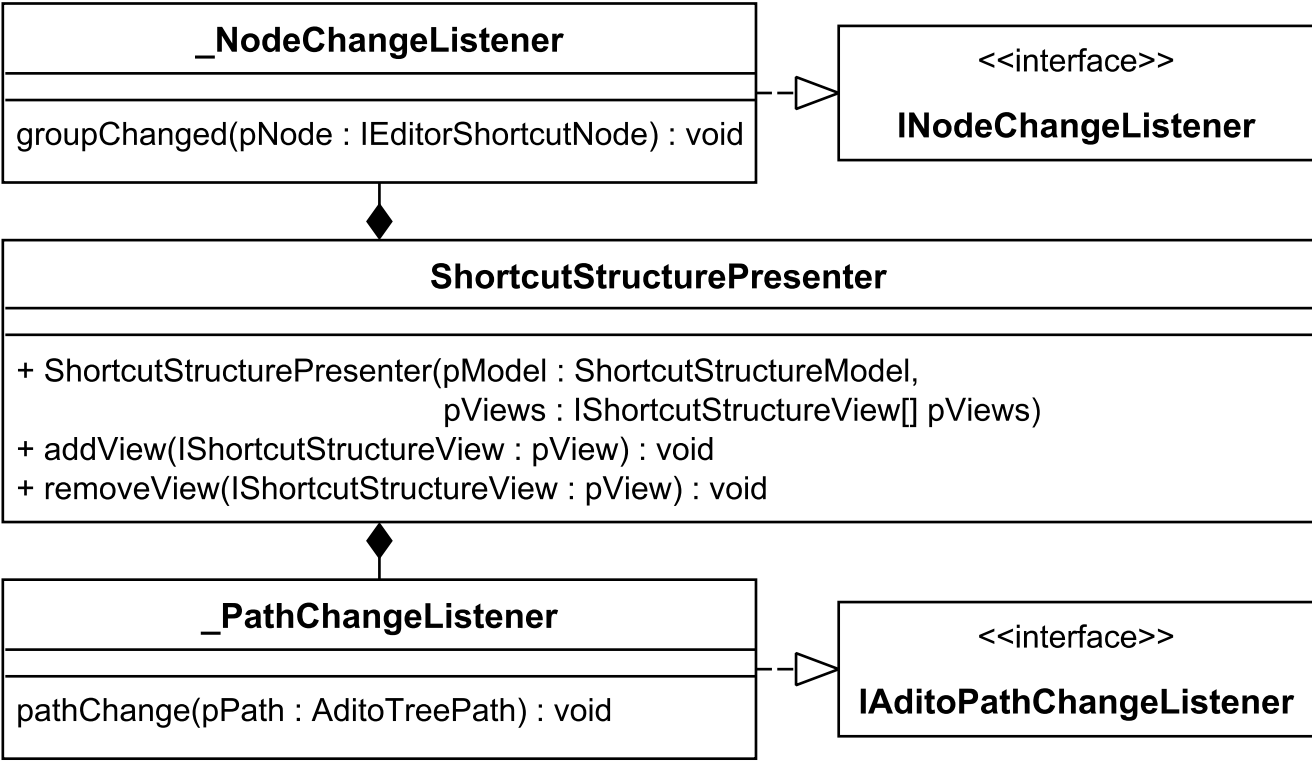 _NodeChangeListener
groupChanged(pNode : IEditorShortcutNode) : void
<<interface>>
INodeChangeListener
ShortcutStructurePresenter
+ ShortcutStructurePresenter(pModel : ShortcutStructureModel,
pViews : IShortcutStructureView[] pViews)
+ addView(IShortcutStructureView : pView) : void
+ removeView(IShortcutStructureView : pView) : void
_PathChangeListener
pathChange(pPath : AditoTreePath) : void
<<interface>>
IAditoPathChangeListener